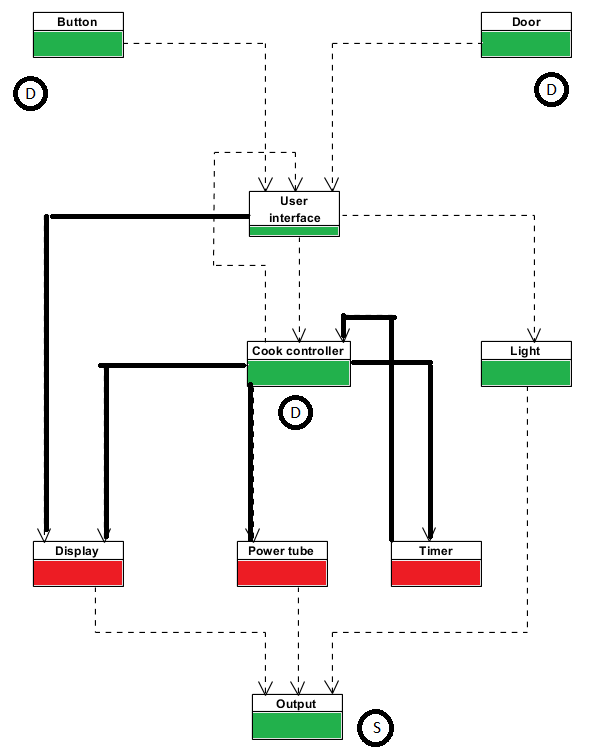 Button
Door
D
D
User
interface
Cook controller
Light
D
Display
Power tube
Timer
Output
S